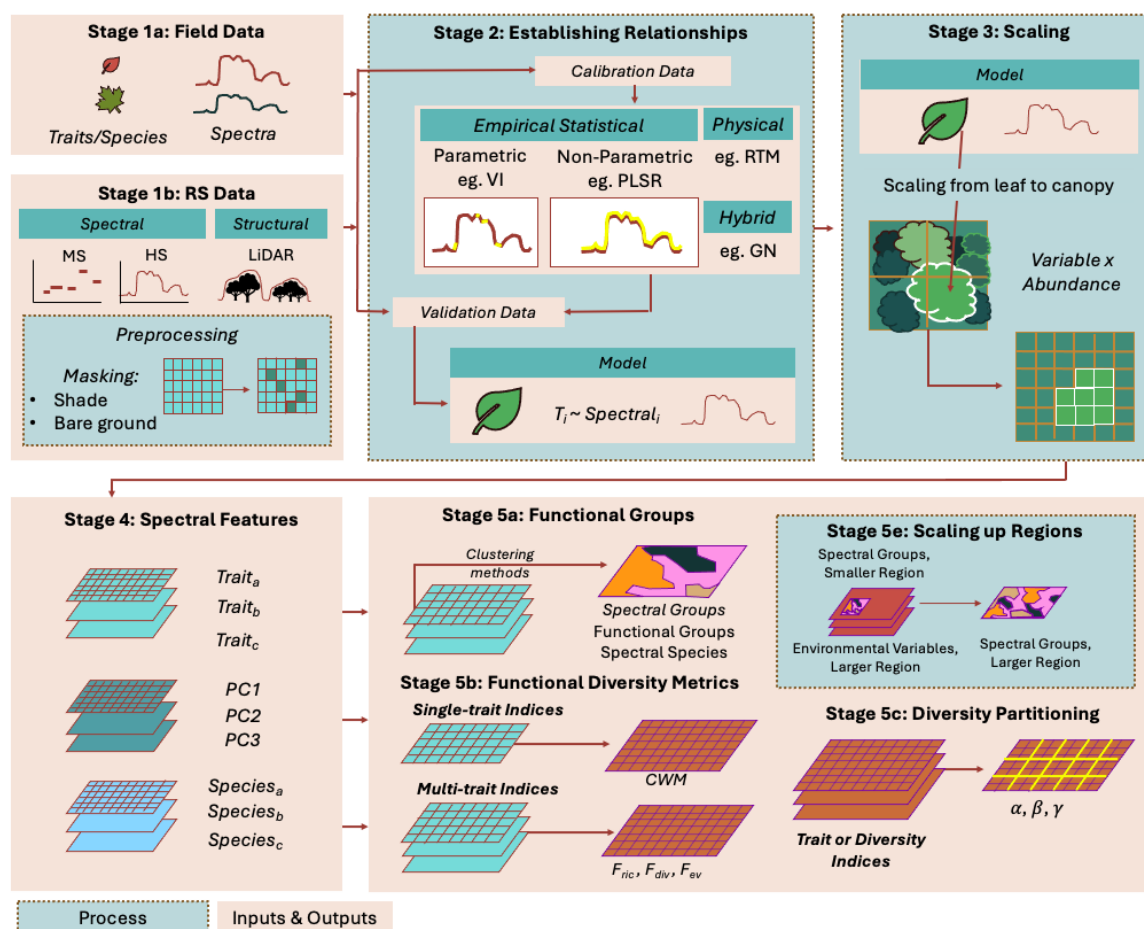 Stage 1a: Field Data
Traits/Species
Spectra
Stage 1b: RS Data
Spectral
Structural
MS
HS
LiDAR
Preprocessing
Masking:
• Shade
• Bare ground
Stage 2: Establishing Relationships
Calibration Data
Empirical Statistical
Physical
Parametric
eg. VI
Non-Parametric
eg. PLSR
eg. RTM
Hybrid
eg. GN
Validation Data
Model
Ti ~ Spectrali
Stage 3: Scaling
Model
Scaling from leaf to canopy
Variable x
Abundance
Stage 4: Spectral Features
Traita
Traitb
Traitc
PC1
PC2
PC3
Speciesa
Speciesb
Speciesc
Stage 5a: Functional Groups
Clustering
methods
Spectral Groups
Functional Groups
Spectral Species
Stage 5b: Functional Diversity Metrics
Single-trait Indices
CWM
Multi-trait Indices
Fric, Fdiv, Fev
Stage 5e: Scaling up Regions
Spectral Groups,
Smaller Region
Environmental Variables,
Larger Region
Spectral Groups,
Larger Region
Stage 5c: Diversity Partitioning
Trait or Diversity
Indices
α, β, γ
Process
Inputs & Outputs